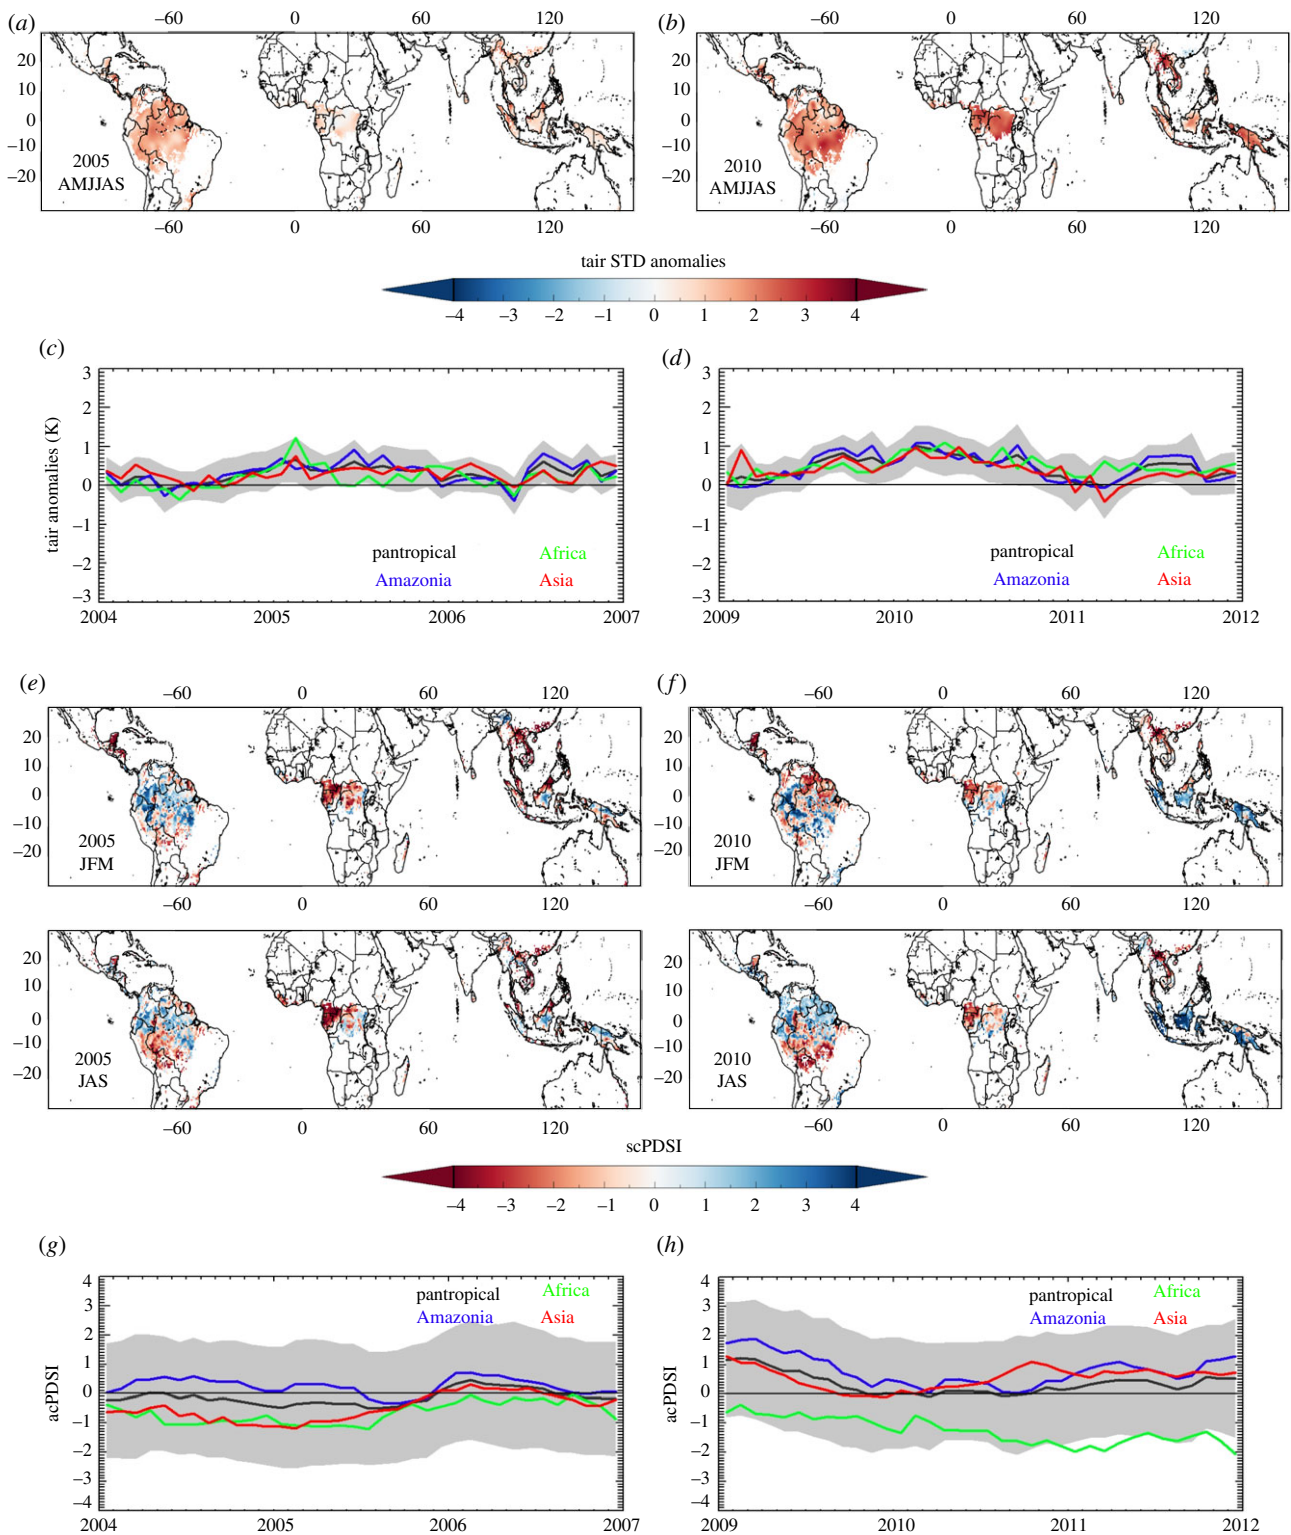 (a) −60 0 60 120 (b) −60 0 60 120
20 20
10 10
0 0
−10 −10
−20 −20
2005 2010
AMJJAS AMJJAS
−60 0 60 120 −60 0 60 120
tair STD anomalies
−4 −3 −2 −1 0 1 2 3 4
(c) (d)
3 3
2 2
1 1
0 0
−1 −1
−2 −2
−3 −3
tair anomalies (K)
pantropical Africa pantropical Africa
Amazonia Asia Amazonia Asia
2004 2005 2006 2007 2009 2010 2011 2012
(e) −60 0 60 120 (f) −60 0 60 120
20 20
10 10
0 0
−10 −10
−20 −20
2005 2010
JFM JFM
−60 0 60 120 −60 0 60 120
20 20
10 10
0 0
−10 −10
−20 −20
2005 2010
JAS JAS
−60 0 60 120 −60 0 60 120
scPDSI
−4 −3 −2 −1 0 1 2 3 4
(g) (h)
4 4
3 3
2 2
1 1
0 0
−1 −1
−2 −2
−3 −3
−4 −4
acPDSI acPDSI
pantropical Africa pantropical Africa
Amazonia Asia Amazonia Asia
2004 2005 2006 2007 2009 2010 2011 2012